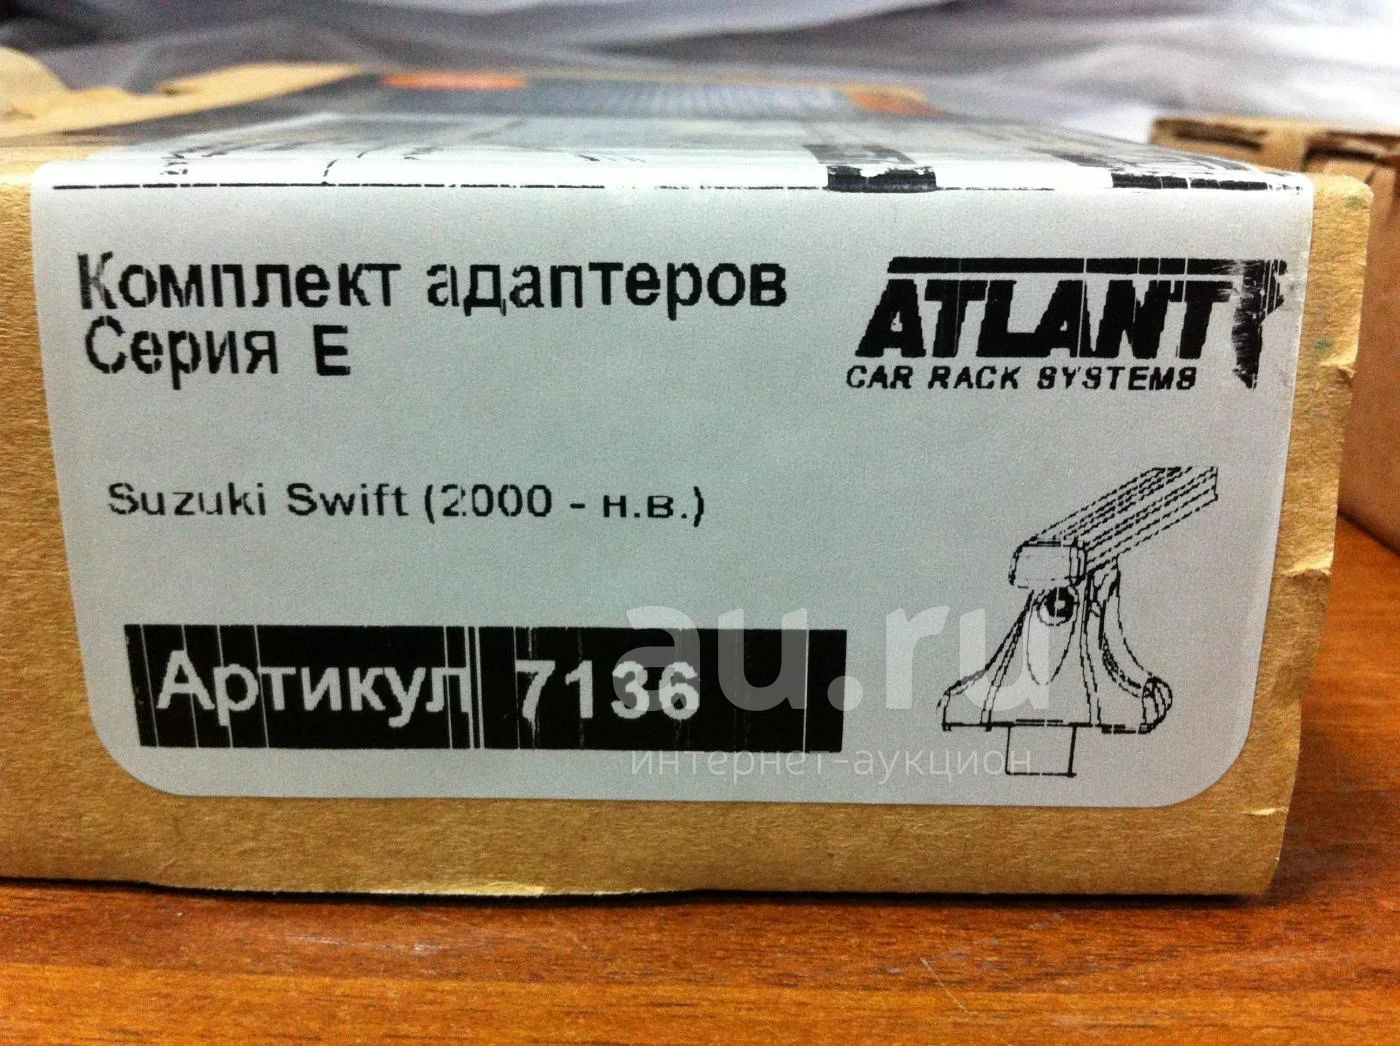 Комплект адаптеров
Серия Е
ATLANT
CAR RACK SYSTEMS
Suzuki Swift (2000 - н.в.)
Артикул 7136
au.ru
интернет-аукцион